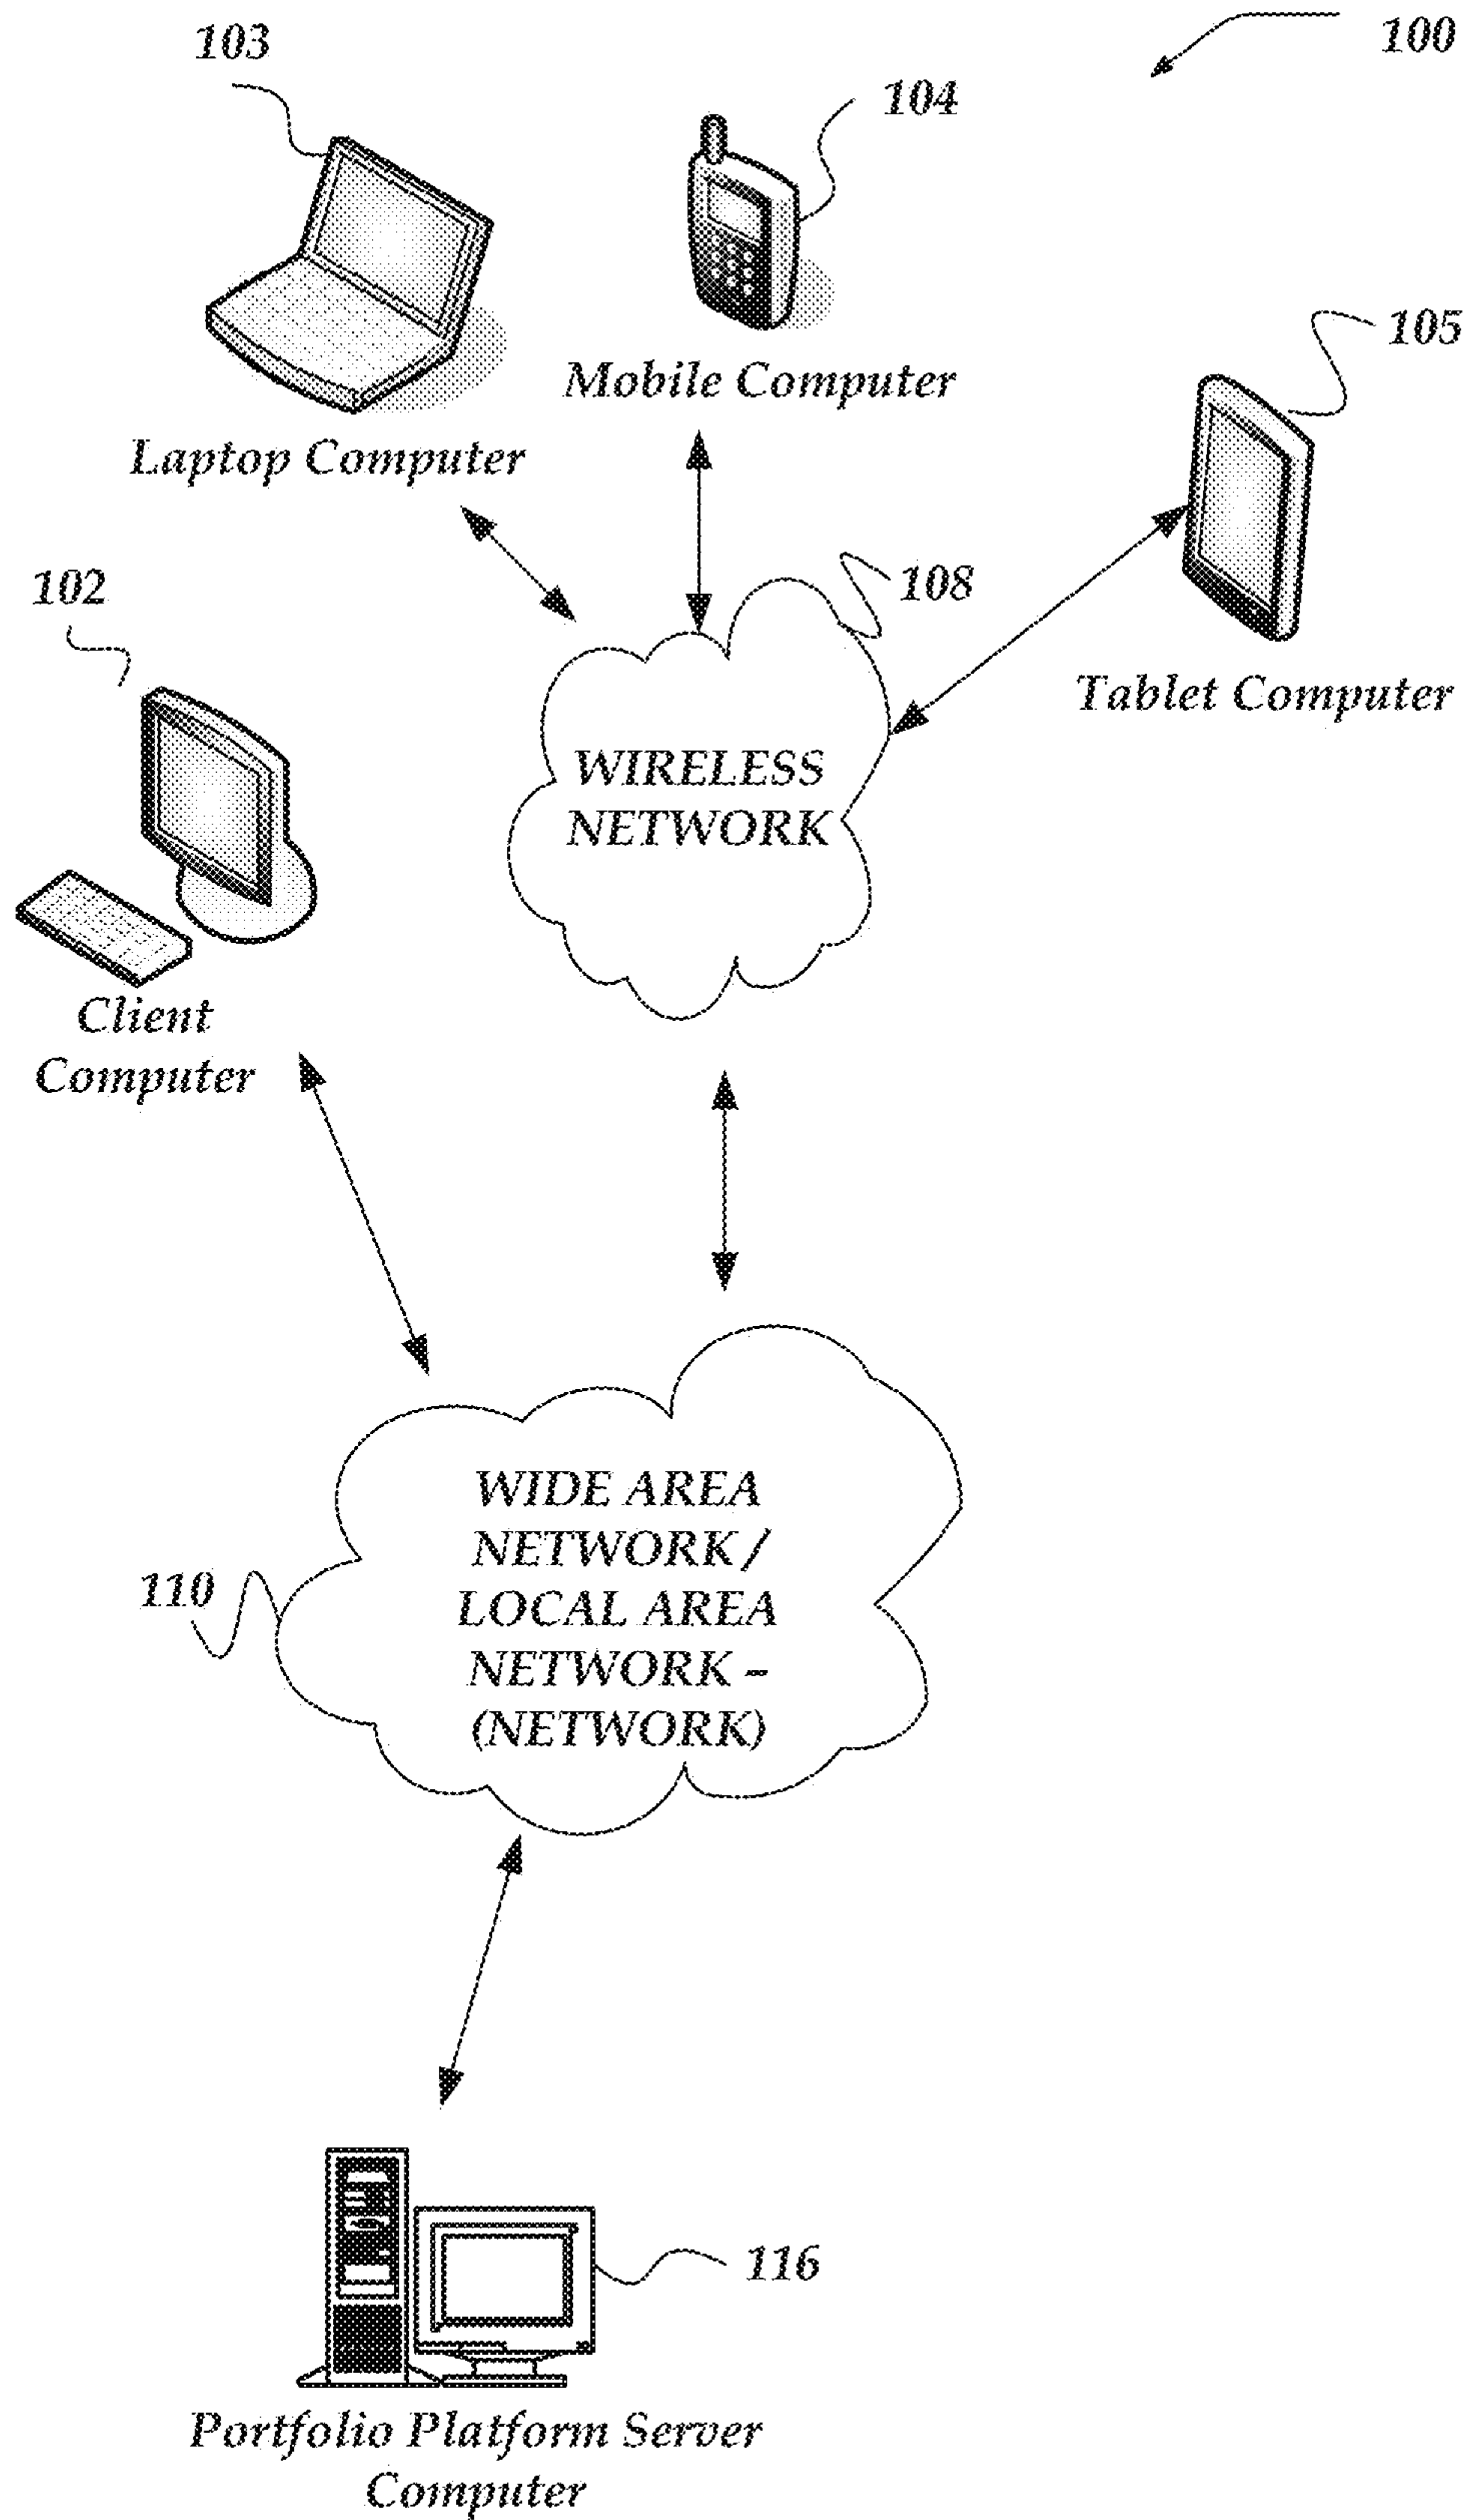 100
103
104
105
Mobile Computer
Laptop Computer
102
108
Tablet Computer
WIRELESS
NETWORK
Client
Computer
WIDE AREA
NETWORK /
LOCAL AREA
NETWORK –
(NETWORK)
110
116
Portfolio Platform Server
Computer